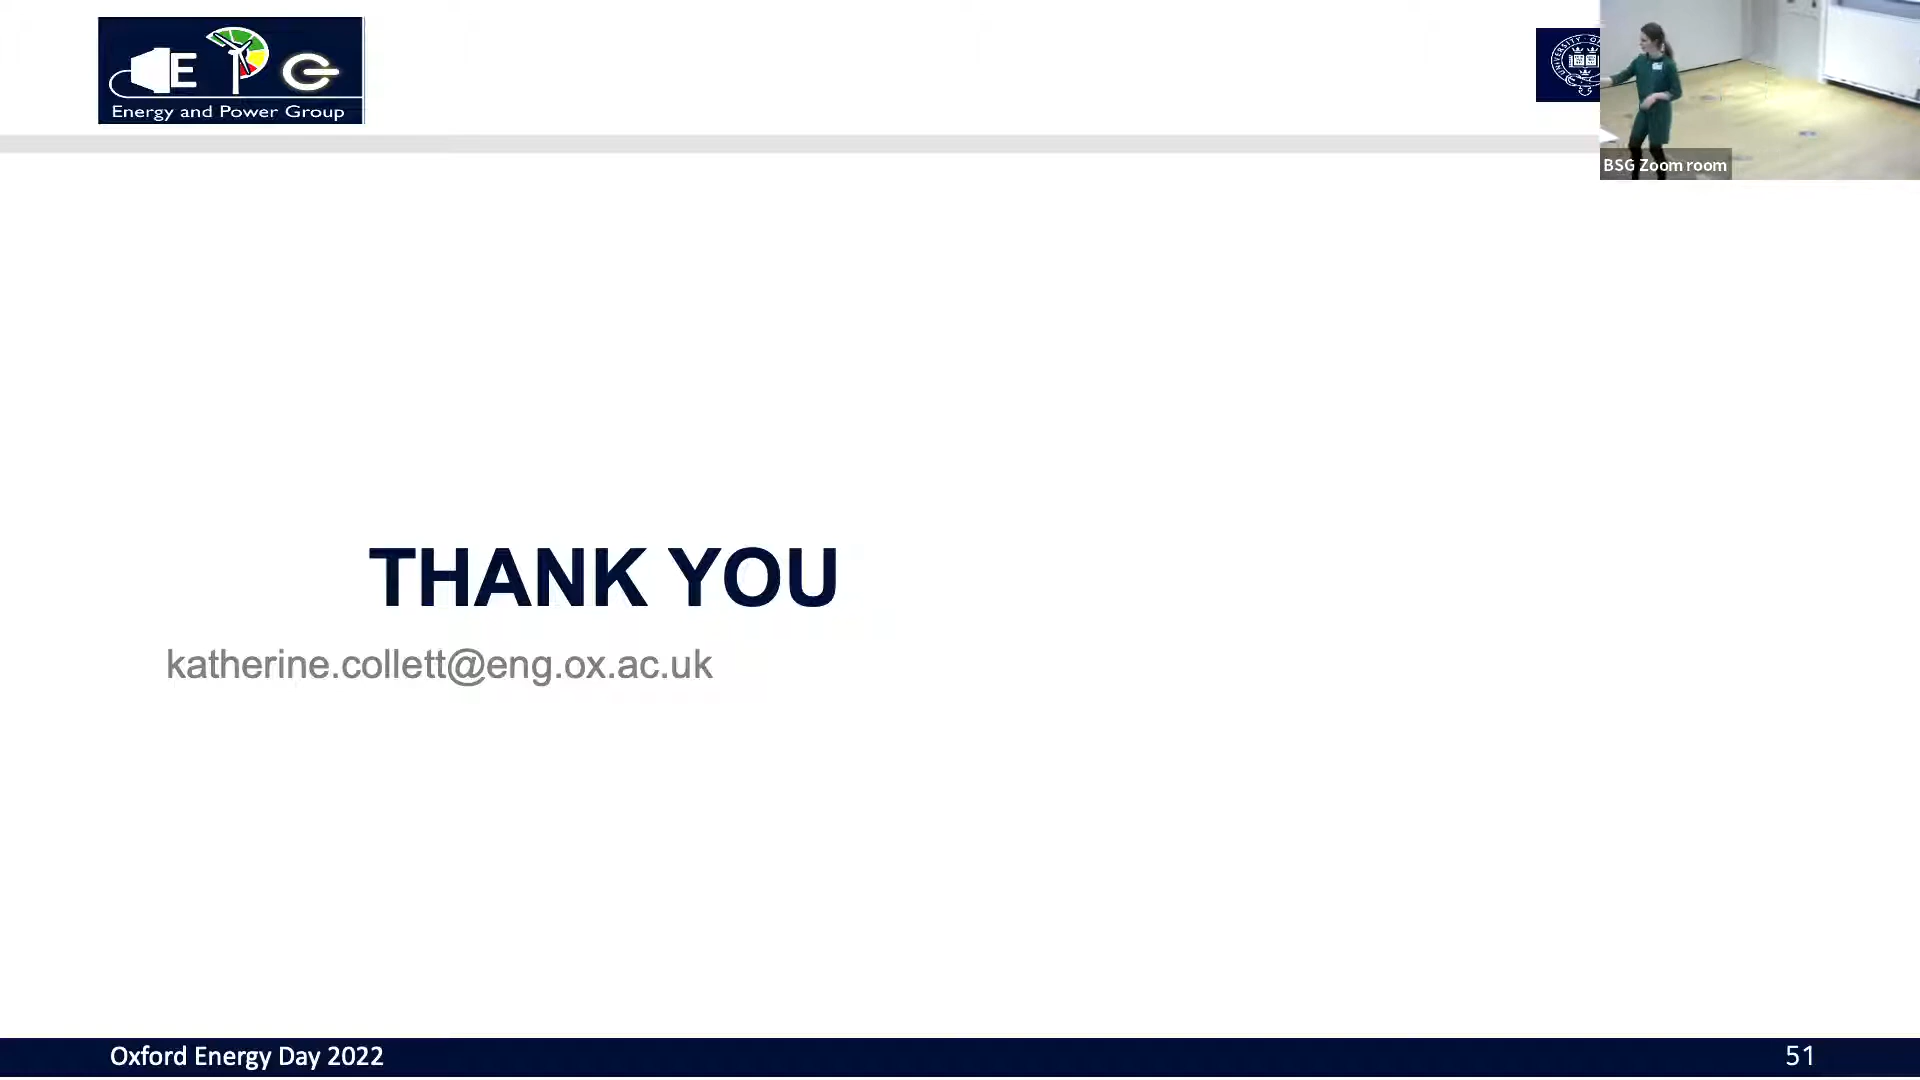 E P G
Energy and Power Group
UNIVERSITY
BSG Zoom room
THANK YOU
katherine.collett@eng.ox.ac.uk
Oxford Energy Day 2022
51